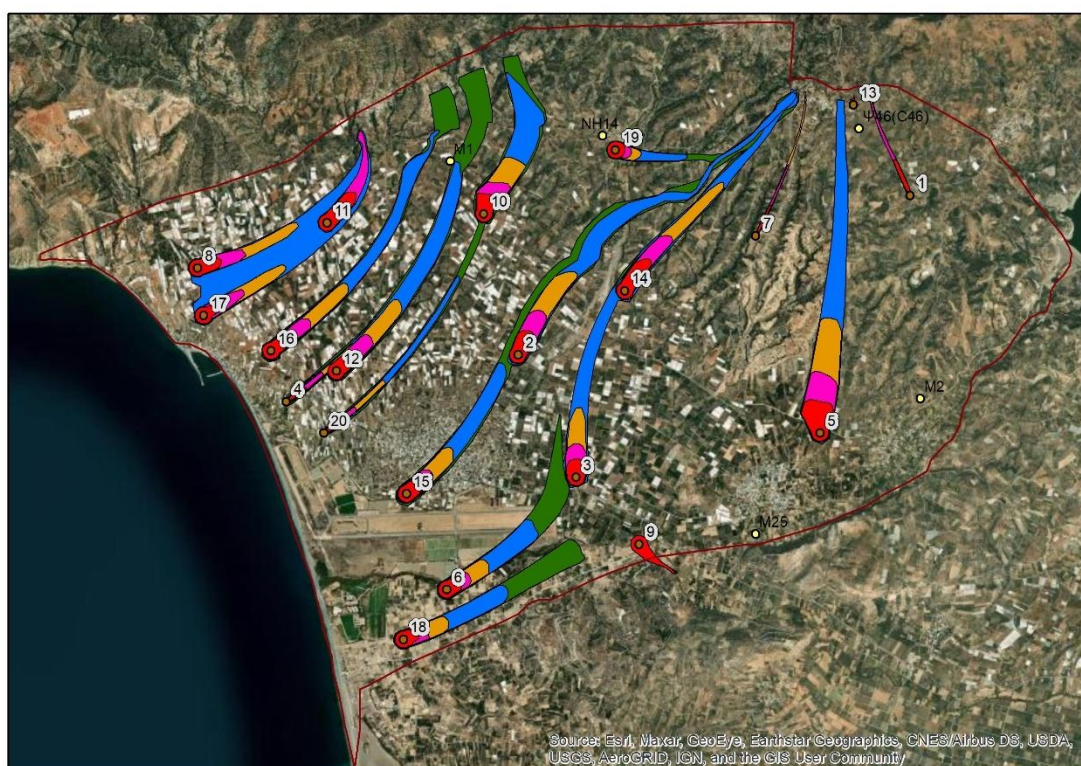 13
Ψ46(C46)
NH14
19
M1
1
10
11
7
8
14
17
16
2
12
4
M2
20
5
3
15
M25
9
6
18
Source: Esri, Maxar, GeoEye, Earthstar Geographics, CNES/Airbus DS, USDA,
USGS, AeroGRID, IGN, and the GIS User Community